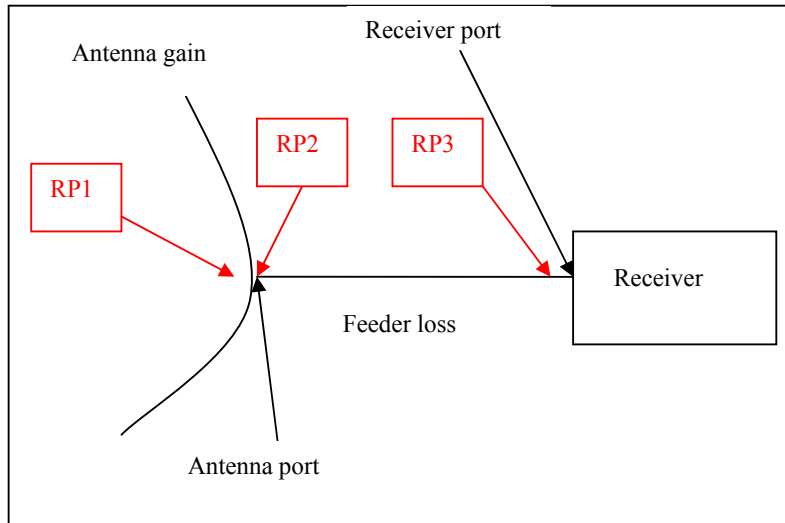 Receiver port
Antenna gain
RP2
RP3
RP1
Receiver
Feeder loss
Antenna port